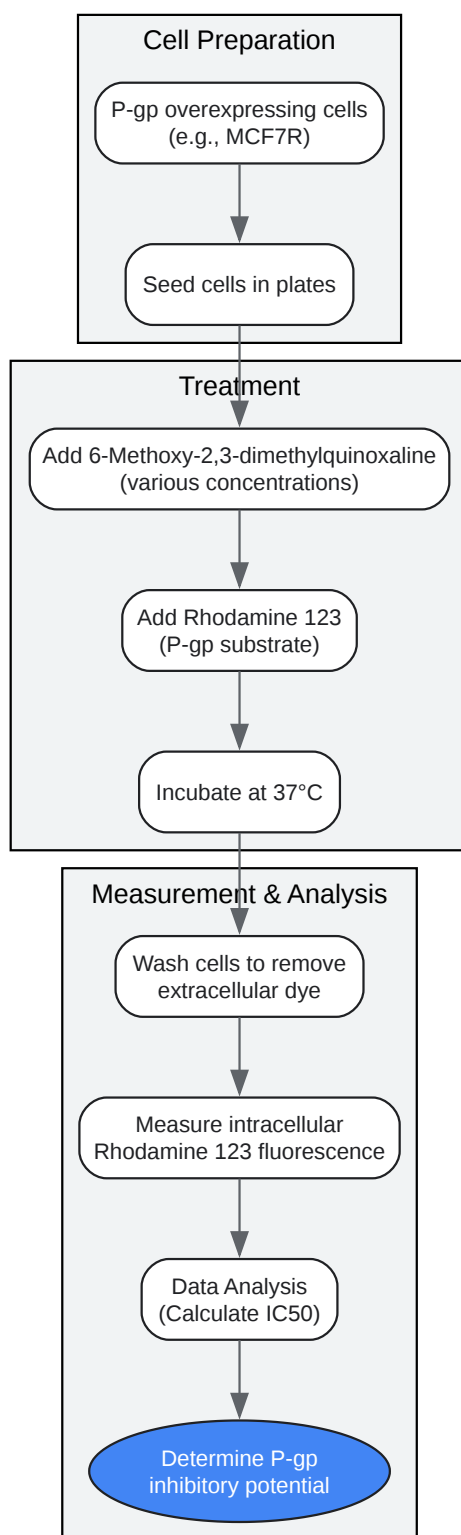 Cell Preparation
P-gp overexpressing cells
(e.g., MCF7R)
Seed cells in plates
Treatment
Add 6-Methoxy-2,3-dimethylquinoxaline
(various concentrations)
Add Rhodamine 123
(P-gp substrate)
Incubate at 37°C
Measurement & Analysis
Wash cells to remove
extracellular dye
Measure intracellular
Rhodamine 123 fluorescence
Data Analysis
(Calculate IC50)
Determine P-gp
inhibitory potential